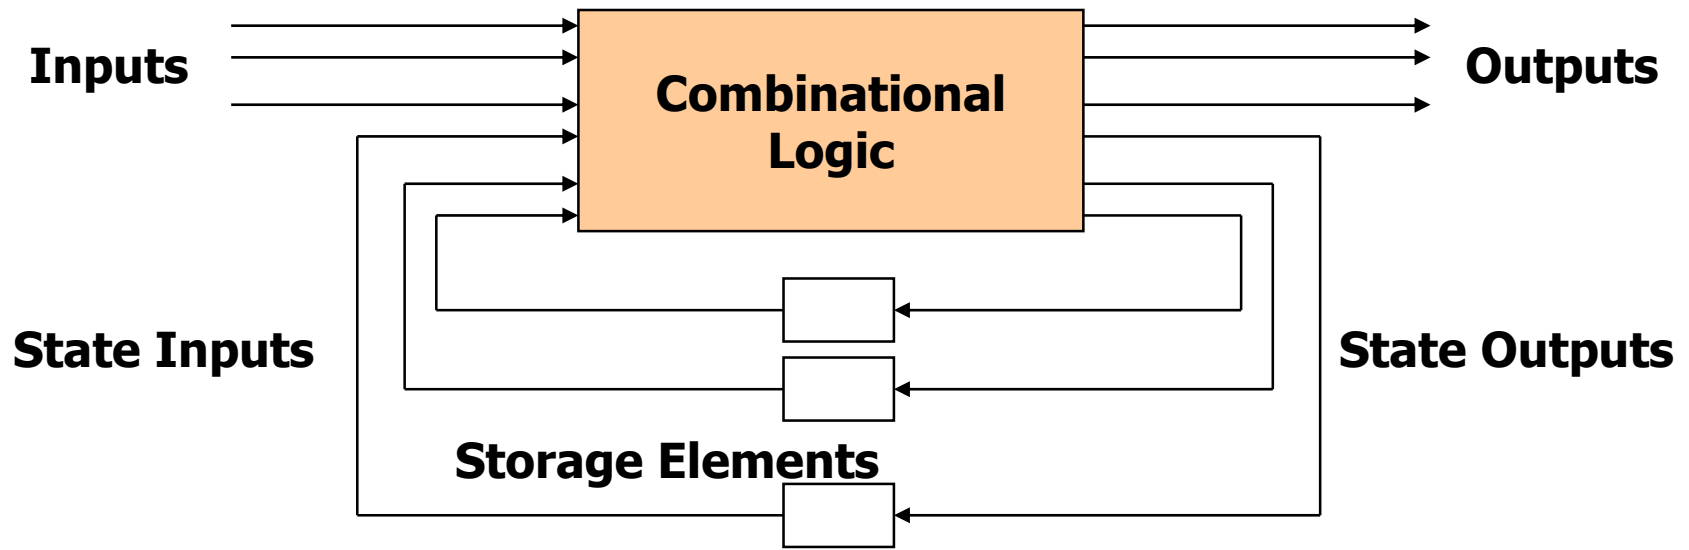 Inputs
Combinational
Logic
Outputs
State Inputs
State Outputs
Storage Elements